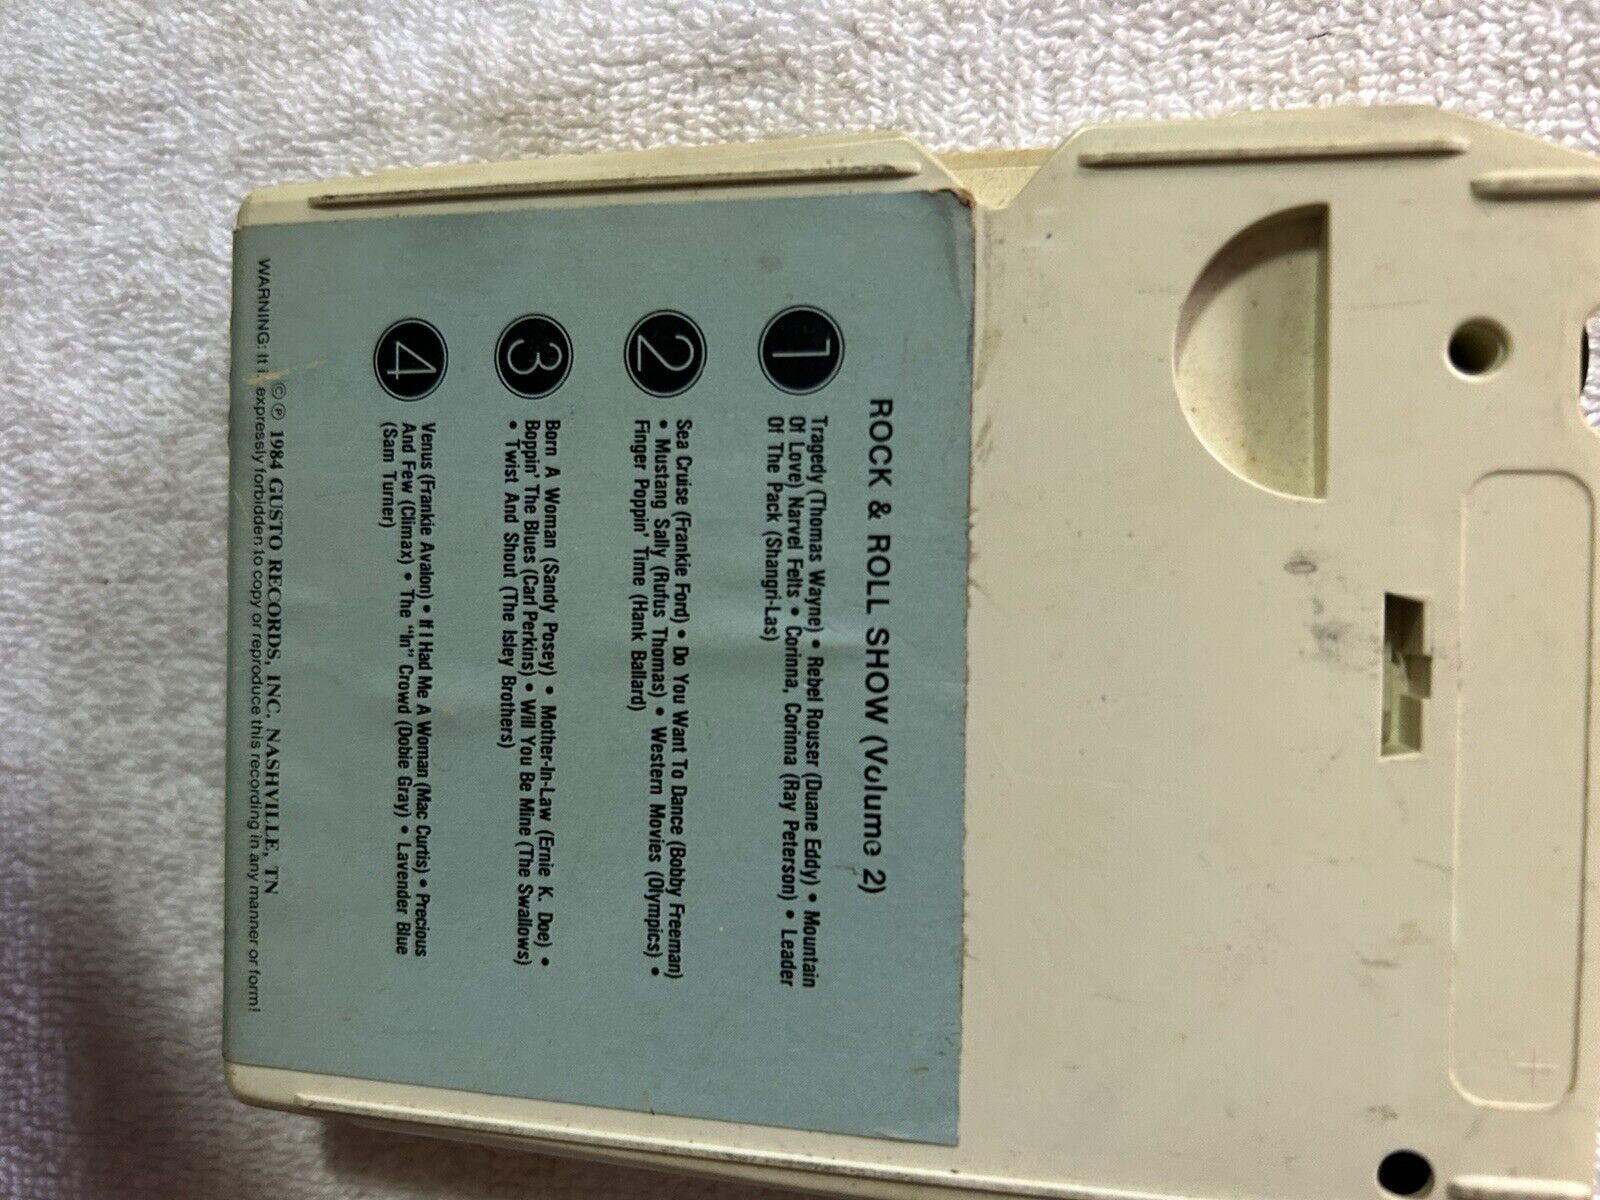 ROCK & ROLL SHOW (Volume 2)
1
Tragedy (Thomas Wayne) • Rebel Rouser (Duane Eddy) • Mountain
Of Love) Narvel Felts • Corinna, Corinna (Ray Peterson) • Leader
Of The Pack (Shangri-Las)
2
Sea Cruise (Frankie Ford) • Do You Want To Dance (Bobby Freeman)
• Mustang Sally (Rufus Thomas) • Western Movies (Olympics) •
Finger Poppin' Time (Hank Ballard)
3
Born A Woman (Sandy Posey) • Mother-In-Law (Ernie K. Doe) •
Boppin' The Blues (Carl Perkins) • Will You Be Mine (The Swallows)
• Twist And Shout (The Isley Brothers)
4
Venus (Frankie Avalon) • If I Had Me A Woman (Mac Curtis) • Precious
And Few (Climax) • The "In" Crowd (Dobie Gray) • Lavender Blue
(Sam Turner)
© ℗ 1984 GUSTO RECORDS, INC. NASHVILLE, TN
WARNING: It is expressly forbidden to copy or reproduce this recording in any manner or form!